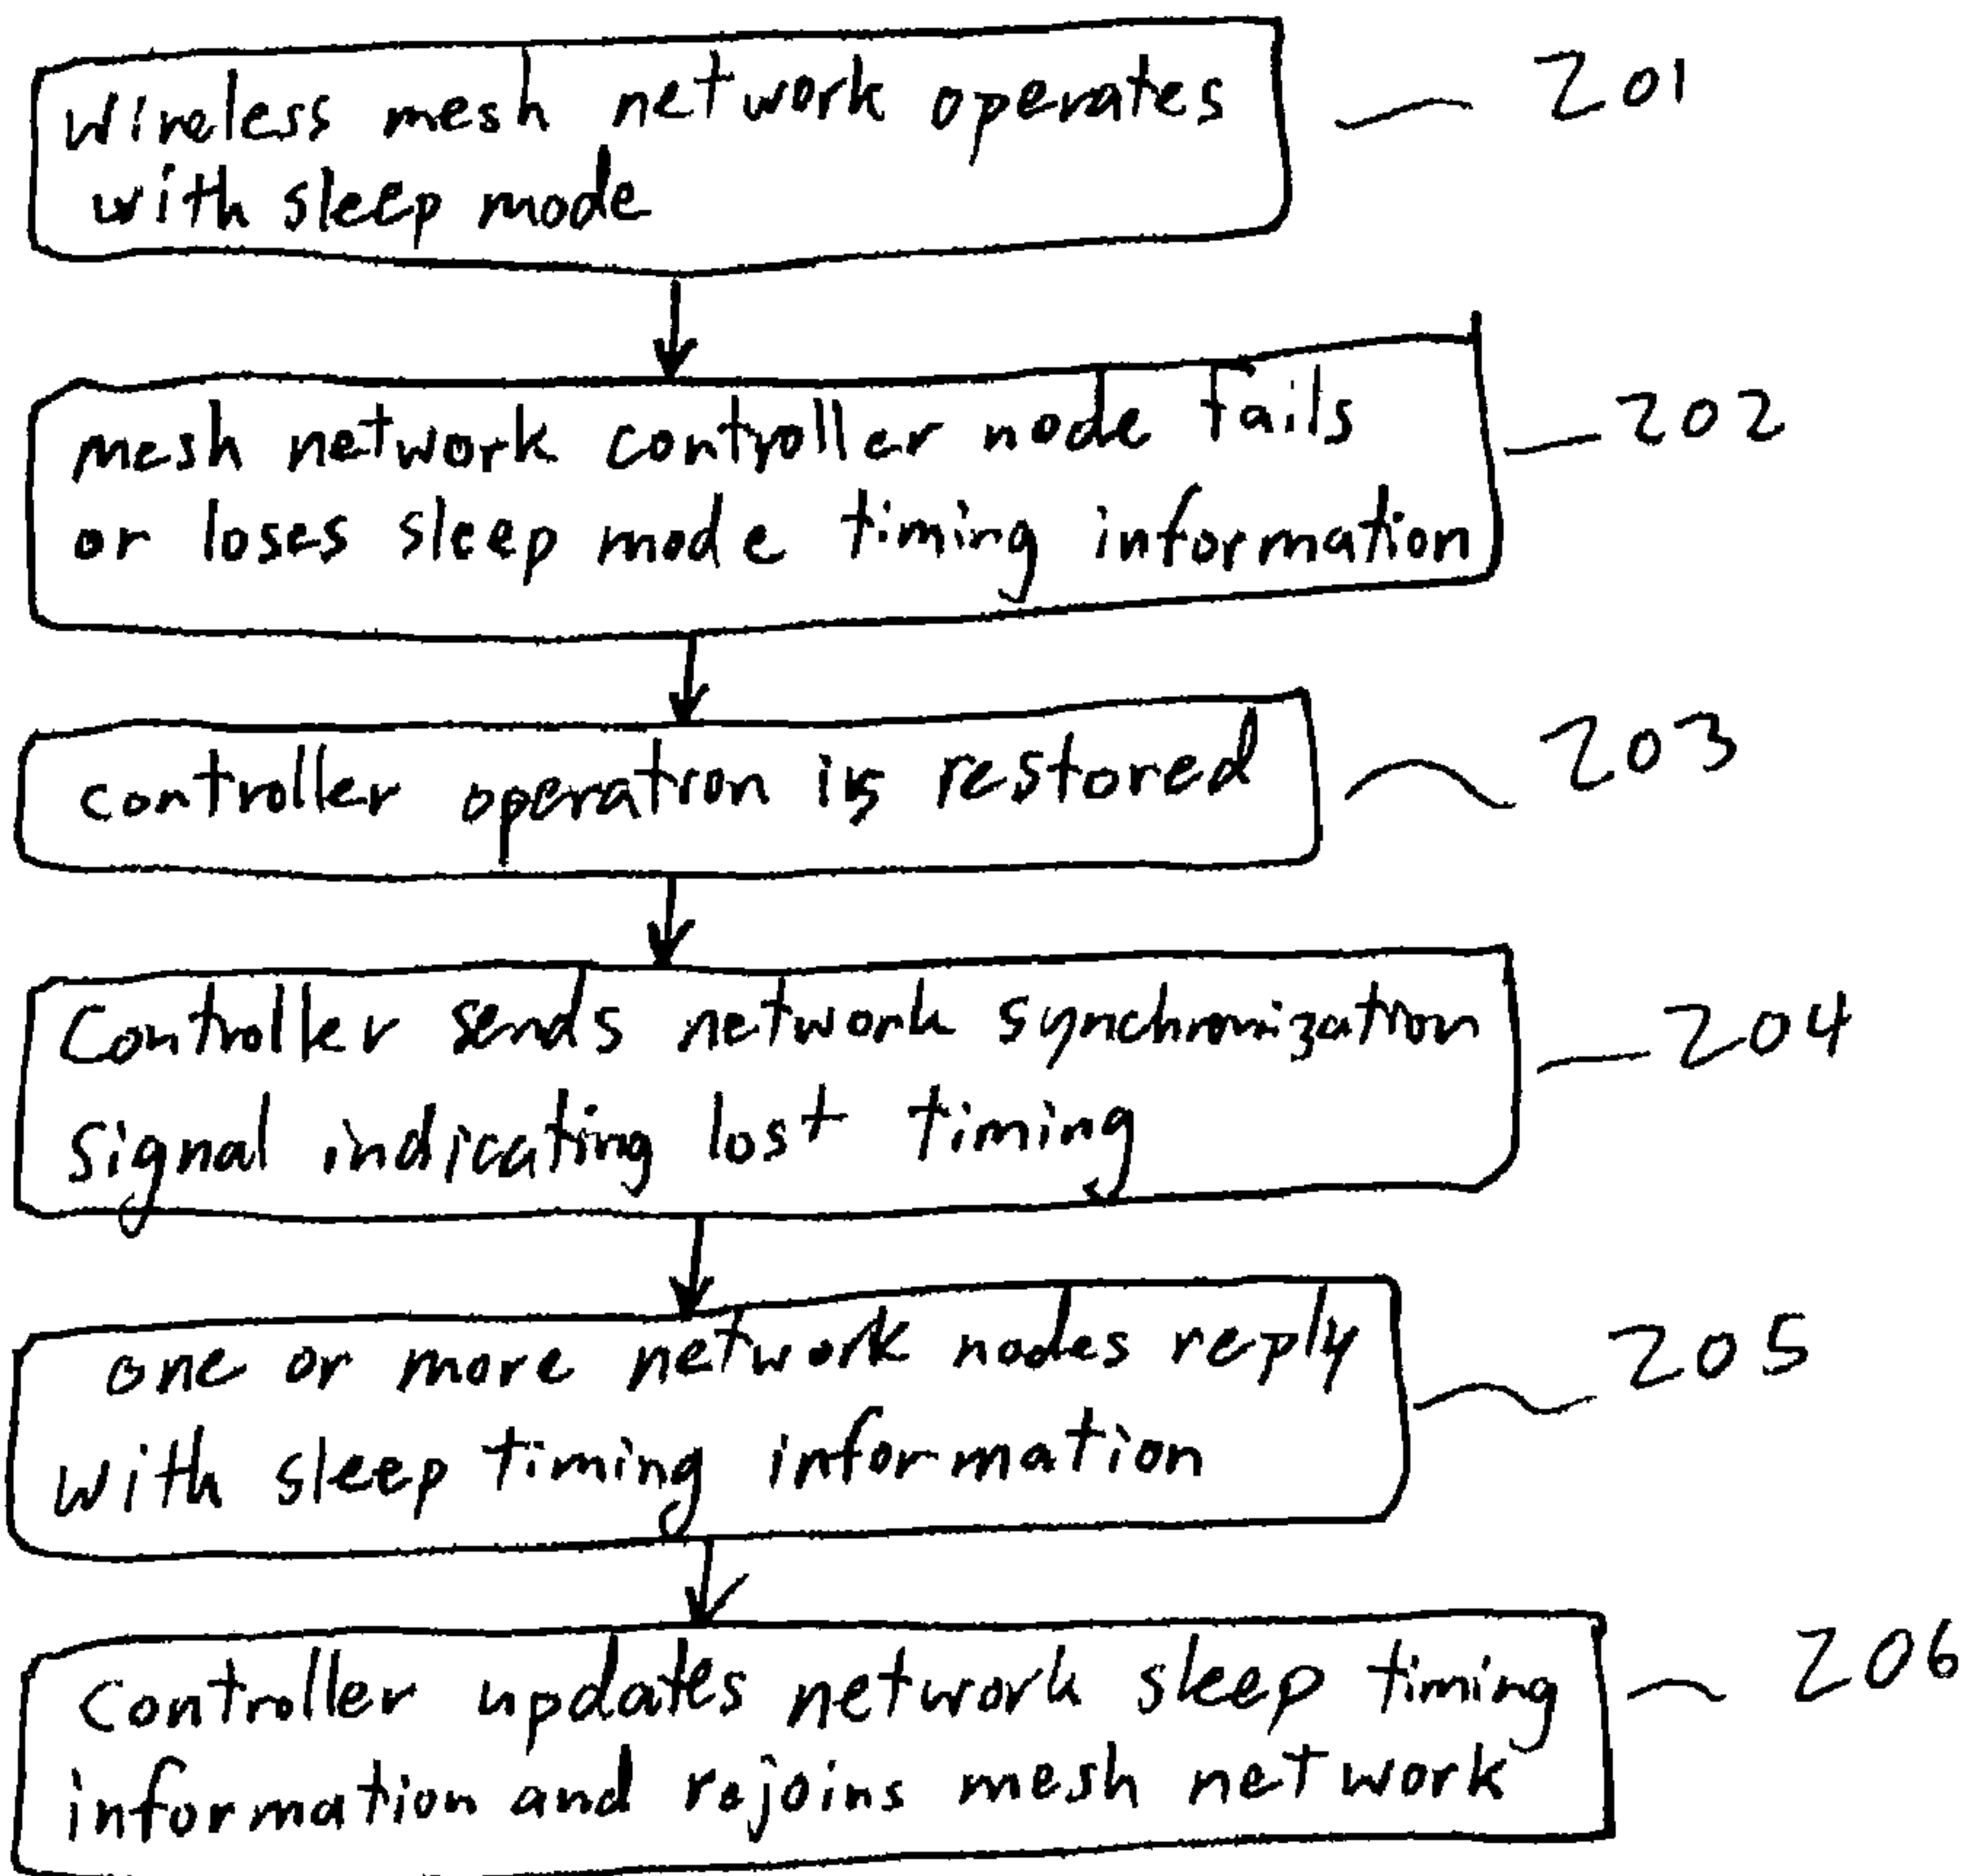 Wireless mesh network operates 201
with sleep mode
mesh network controller node fails 202
or loses sleep mode timing information
controller operation is restored 203
Controller sends network synchronization 204
signal indicating lost timing
one or more network nodes reply 205
with sleep timing information
Controller updates network sleep timing 206
information and rejoins mesh network